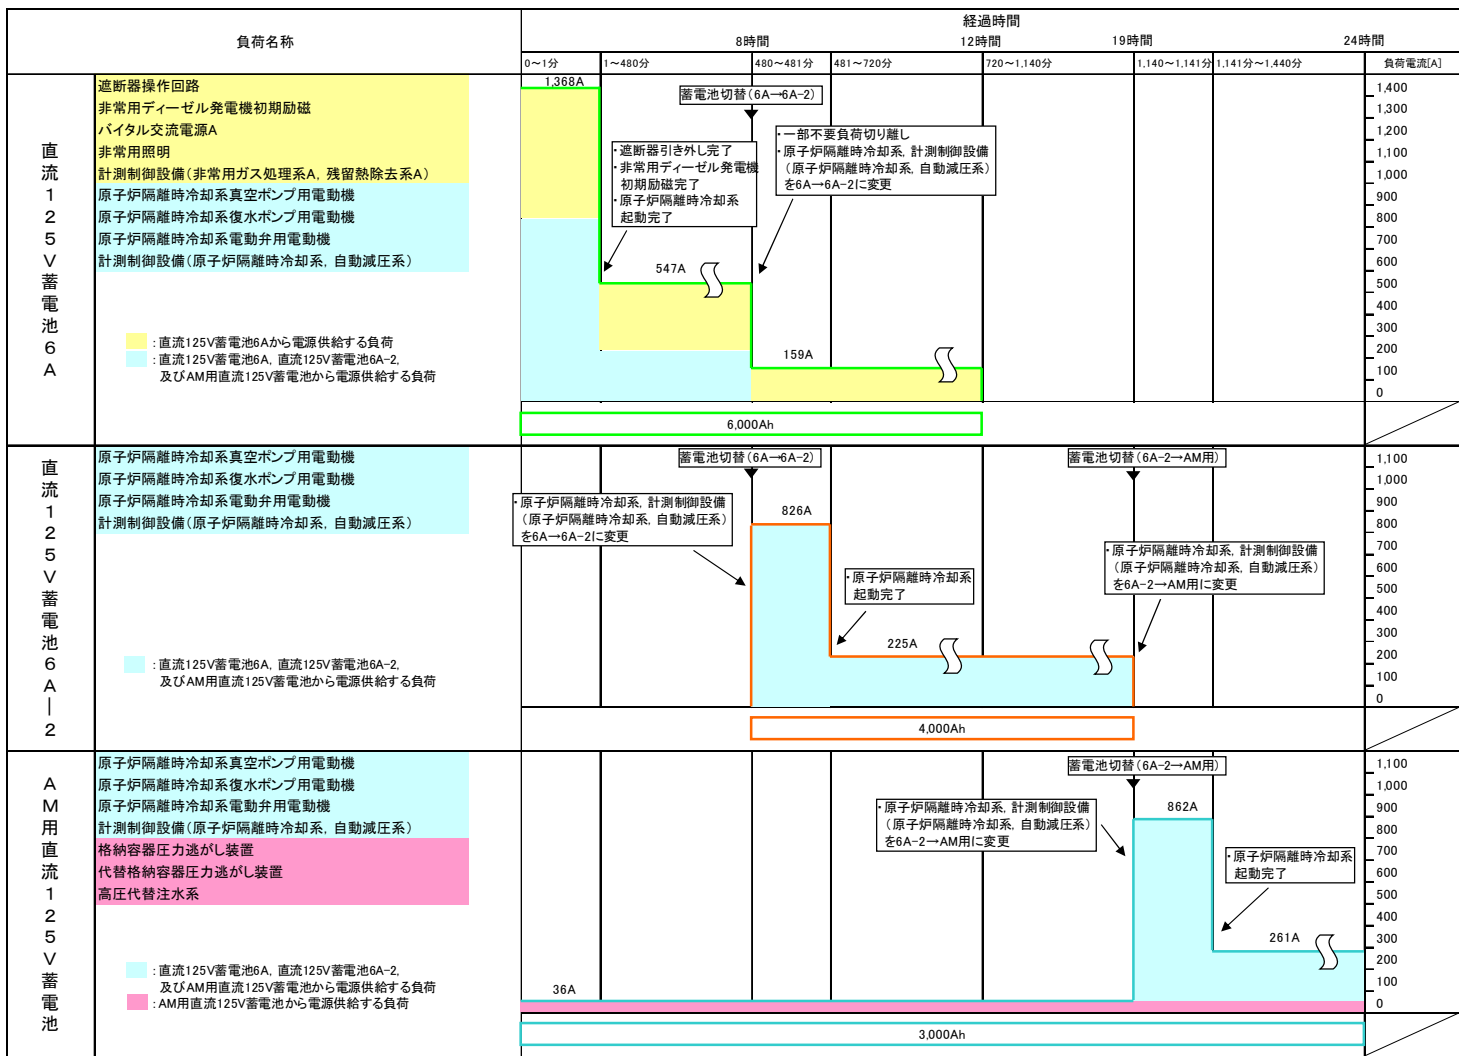 負荷名称
経過時間
8時間
12時間
19時間
24時間
0～1分
1～480分
480～481分
481～720分
720～1,140分
1,140～1,141分
1,141分～1,440分
負荷電流[A]
直流125V蓄電池6A
遮断器操作回路
非常用ディーゼル発電機初期励磁
バイタル交流電源A
非常用照明
計測制御設備(非常用ガス処理系A, 残留熱除去系A)
原子炉隔離時冷却系真空ポンプ用電動機
原子炉隔離時冷却系復水ポンプ用電動機
原子炉隔離時冷却系電動弁用電動機
計測制御設備(原子炉隔離時冷却系, 自動減圧系)
:直流125V蓄電池6Aから電源供給する負荷
:直流125V蓄電池6A, 直流125V蓄電池6A-2,
及びAM用直流125V蓄電池から電源供給する負荷
1,368A
・遮断器引き外し完了
・非常用ディーゼル発電機
初期励磁完了
・原子炉隔離時冷却系
起動完了
547A
蓄電池切替(6A→6A-2)
・一部不要負荷切り離し
・原子炉隔離時冷却系, 計測制御設備
(原子炉隔離時冷却系, 自動減圧系)
を6A→6A-2に変更
159A
6,000Ah
1,400
1,300
1,200
1,100
1,000
900
800
700
600
500
400
300
200
100
0
直流125V蓄電池6A―2
原子炉隔離時冷却系真空ポンプ用電動機
原子炉隔離時冷却系復水ポンプ用電動機
原子炉隔離時冷却系電動弁用電動機
計測制御設備(原子炉隔離時冷却系, 自動減圧系)
:直流125V蓄電池6A, 直流125V蓄電池6A-2,
及びAM用直流125V蓄電池から電源供給する負荷
蓄電池切替(6A→6A-2)
・原子炉隔離時冷却系, 計測制御設備
(原子炉隔離時冷却系, 自動減圧系)
を6A→6A-2に変更
826A
・原子炉隔離時冷却系
起動完了
225A
蓄電池切替(6A-2→AM用)
・原子炉隔離時冷却系, 計測制御設備
(原子炉隔離時冷却系, 自動減圧系)
を6A-2→AM用に変更
4,000Ah
1,100
1,000
900
800
700
600
500
400
300
200
100
0
AM用直流125V蓄電池
原子炉隔離時冷却系真空ポンプ用電動機
原子炉隔離時冷却系復水ポンプ用電動機
原子炉隔離時冷却系電動弁用電動機
計測制御設備(原子炉隔離時冷却系, 自動減圧系)
格納容器圧力逃がし装置
代替格納容器圧力逃がし装置
高圧代替注水系
:直流125V蓄電池6A, 直流125V蓄電池6A-2,
及びAM用直流125V蓄電池から電源供給する負荷
:AM用直流125V蓄電池から電源供給する負荷
36A
蓄電池切替(6A-2→AM用)
・原子炉隔離時冷却系, 計測制御設備
(原子炉隔離時冷却系, 自動減圧系)
を6A-2→AM用に変更
862A
・原子炉隔離時冷却系
起動完了
261A
3,000Ah
1,100
1,000
900
800
700
600
500
400
300
200
100
0